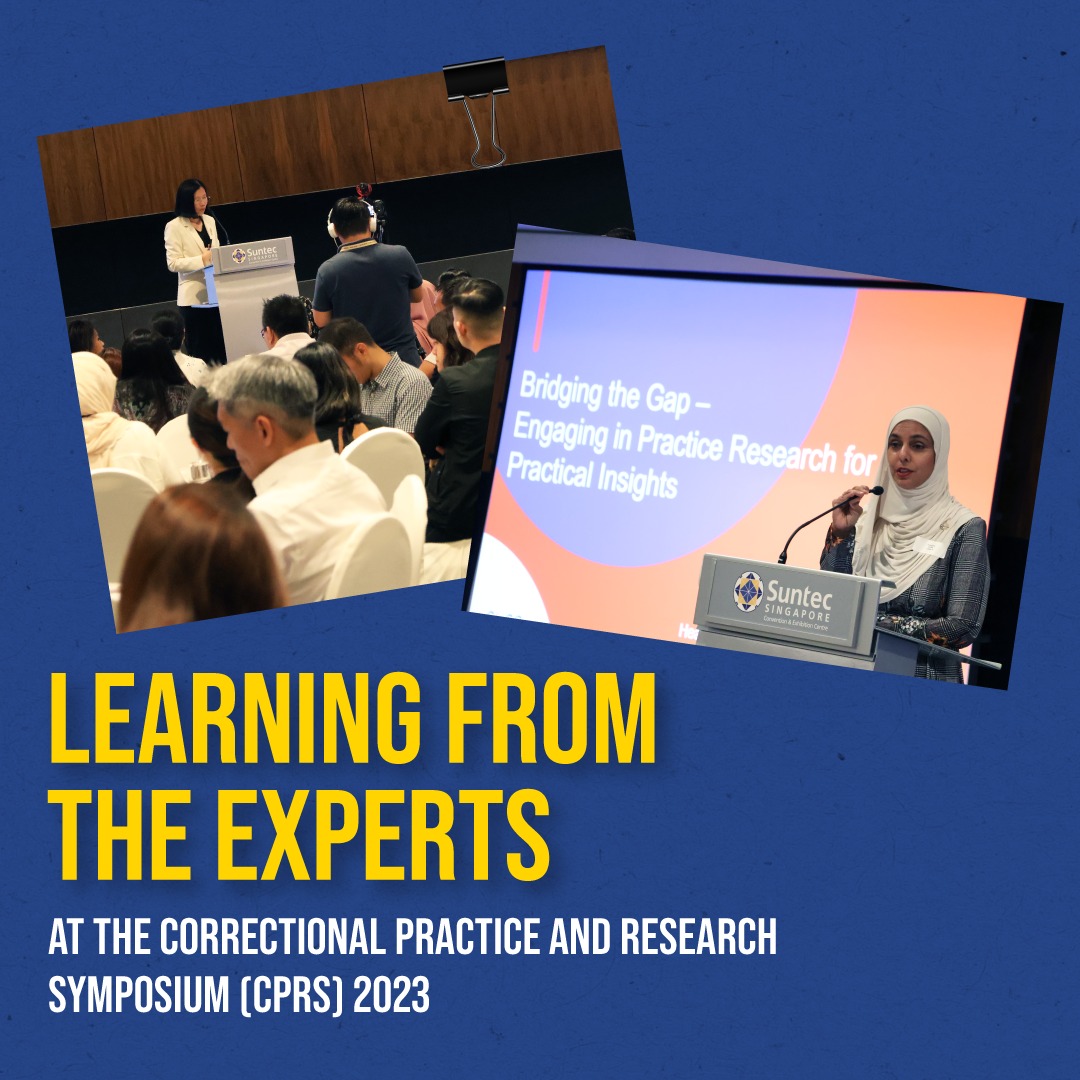 Suntec
SINGAPORE
Bridging the Gap –
Engaging in Practice Research for
Practical Insights
Suntec
SINGAPORE
Convention & Exhibition Centre
LEARNING FROM
THE EXPERTS
AT THE CORRECTIONAL PRACTICE AND RESEARCH
SYMPOSIUM (CPRS) 2023